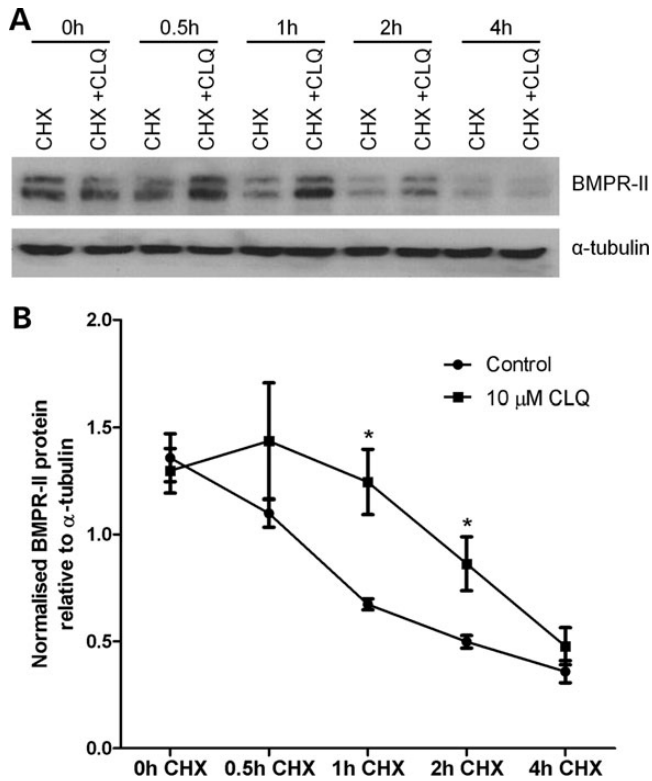 A
0h 0.5h 1h 2h 4h
CHX CHX +CLQ CHX CHX +CLQ CHX CHX +CLQ CHX CHX +CLQ CHX CHX +CLQ
BMPR-II
α-tubulin
B
Normalised BMPR-II protein
relative to α-tubulin
2.0
1.5
1.0
0.5
0.0
Control
10 μM CLQ
*
*
0h CHX 0.5h CHX 1h CHX 2h CHX 4h CHX